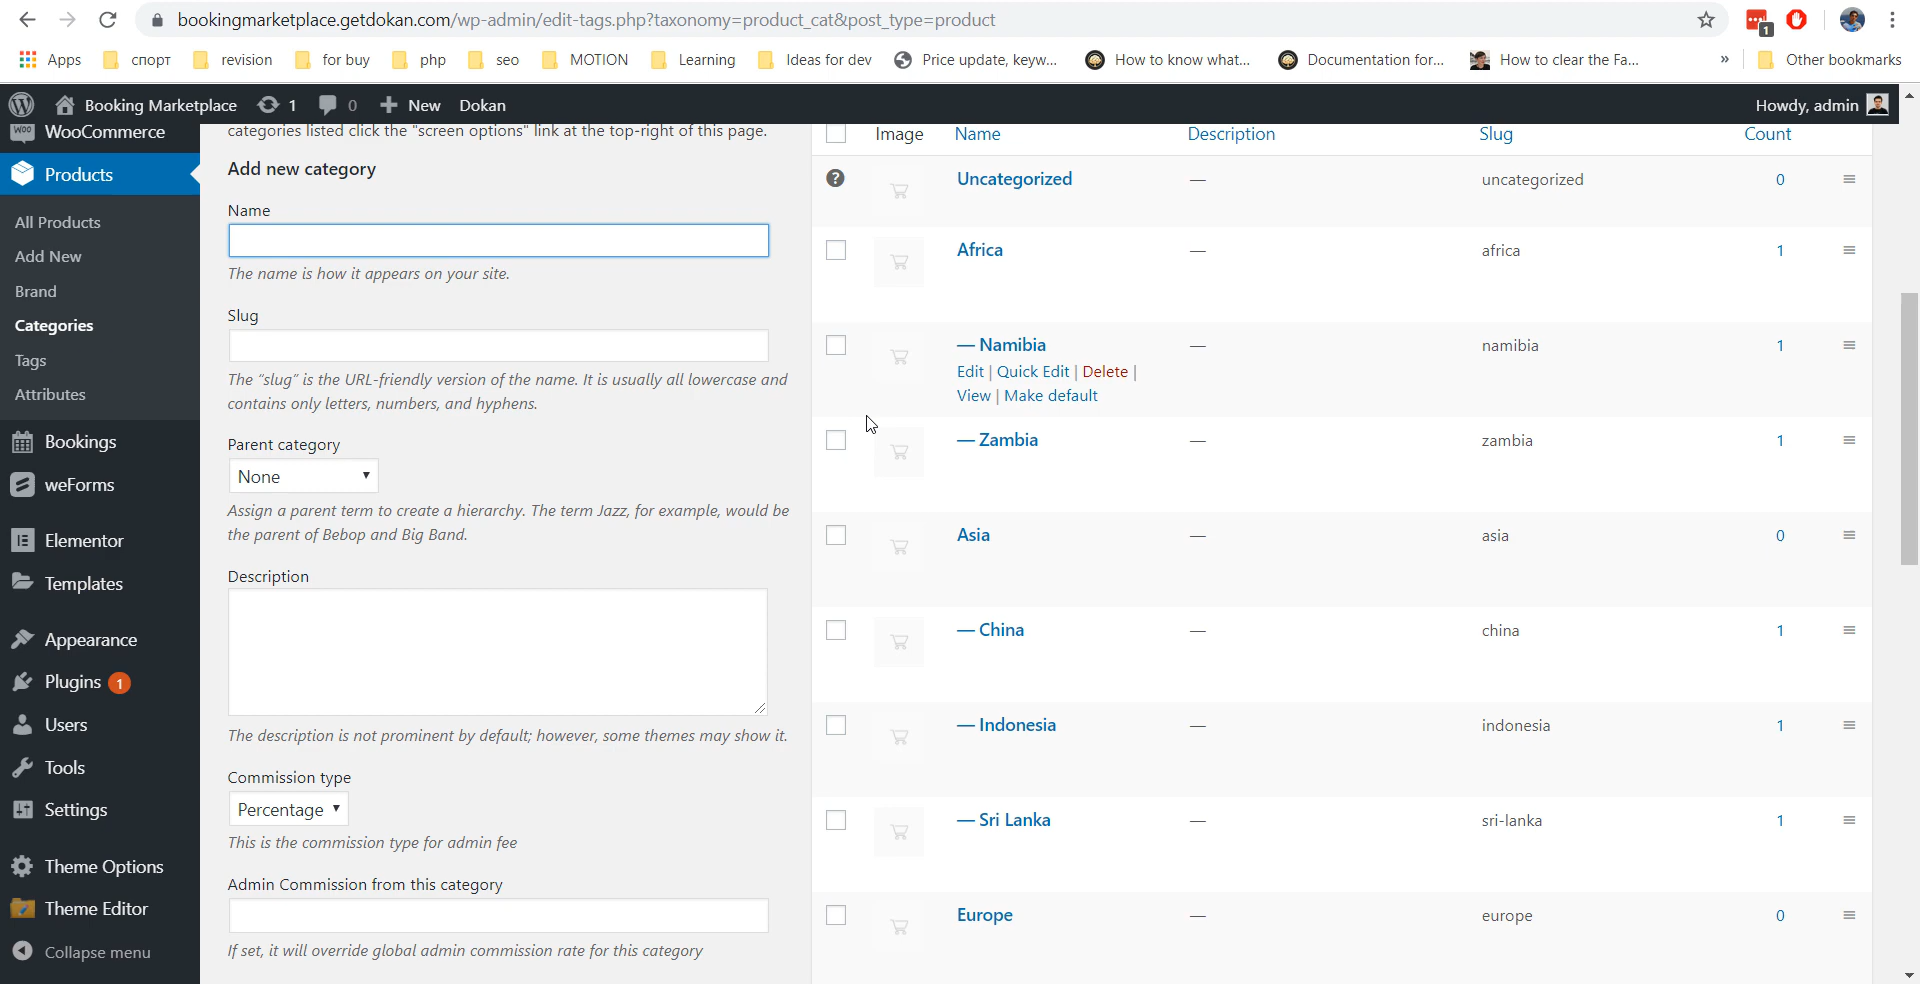 bookingmarketplace.getdokan.com/wp-admin/edit-tags.php?taxonomy=product_cat&post_type=product
1
Apps спорт revision for buy php seo MOTION Learning Ideas for dev Price update, keyw... How to know what... Documentation for... How to clear the Fa... » Other bookmarks
Booking Marketplace 1 0 New Dokan Howdy, admin
WooCommerce
Products
All Products
Add New
Brand
Categories
Tags
Attributes
Bookings
weForms
Elementor
Templates
Appearance
Plugins 1
Users
Tools
Settings
Theme Options
Theme Editor
Collapse menu
categories listed click the "screen options" link at the top-right of this page.
Add new category
Name
The name is how it appears on your site.
Slug
The “slug” is the URL-friendly version of the name. It is usually all lowercase and
contains only letters, numbers, and hyphens.
Parent category
None
Assign a parent term to create a hierarchy. The term Jazz, for example, would be
the parent of Bebop and Big Band.
Description
The description is not prominent by default; however, some themes may show it.
Commission type
Percentage
This is the commission type for admin fee
Admin Commission from this category
If set, it will override global admin commission rate for this category
Image Name Description Slug Count
? Uncategorized — uncategorized 0
Africa — africa 1
— Namibia — namibia 1
Edit | Quick Edit | Delete |
View | Make default
— Zambia — zambia 1
Asia — asia 0
— China — china 1
— Indonesia — indonesia 1
— Sri Lanka — sri-lanka 1
Europe — europe 0